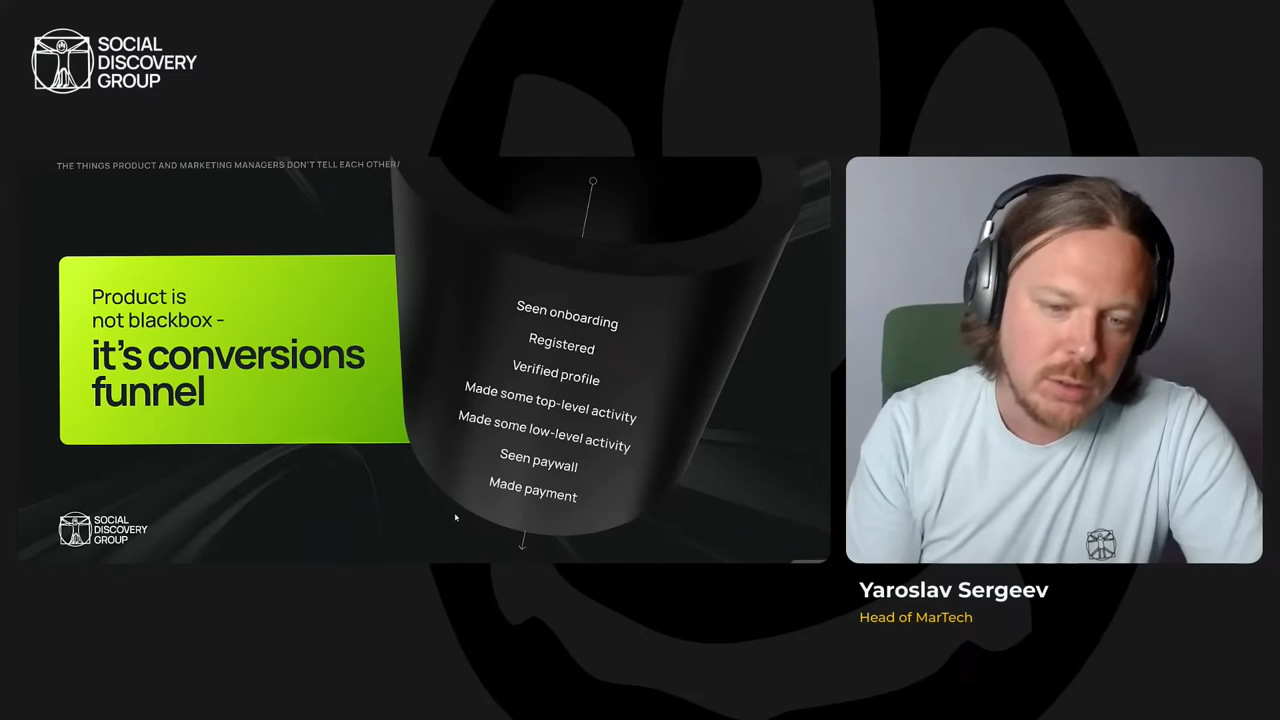 SOCIAL
DISCOVERY
GROUP
THE THINGS PRODUCT AND MARKETING MANAGERS DON'T TELL EACH OTHER/
Product is
not blackbox -
it's conversions
funnel
Seen onboarding
Registered
Verified profile
Made some top-level activity
Made some low-level activity
Seen paywall
Made payment
SOCIAL
DISCOVERY
GROUP
Yaroslav Sergeev
Head of MarTech